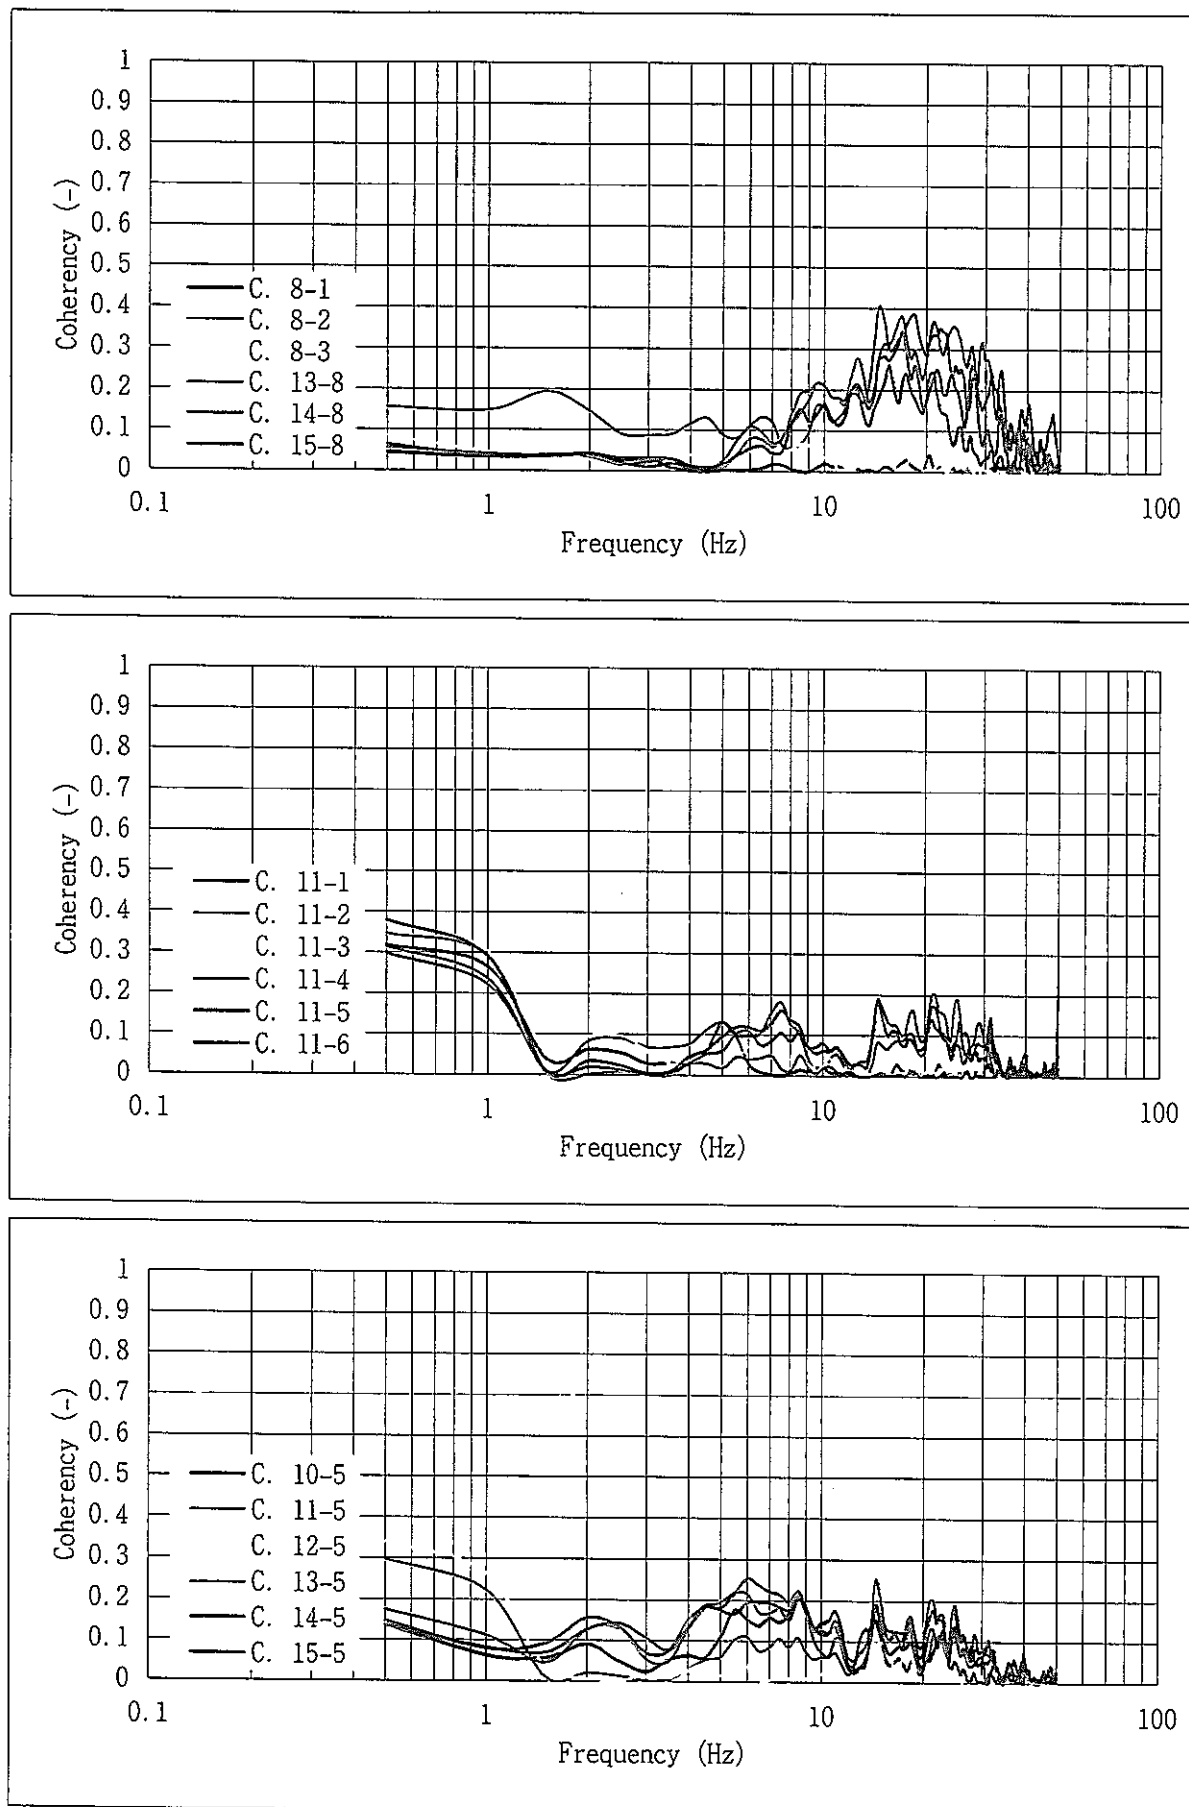 1
0.9
0.8
0.7
0.6
0.5
0.4
0.3
0.2
0.1
0
Coherency (-)
C. 8-1
C. 8-2
C. 8-3
C. 13-8
C. 14-8
C. 15-8
0.1 1 10 100
Frequency (Hz)
1
0.9
0.8
0.7
0.6
0.5
0.4
0.3
0.2
0.1
0
Coherency (-)
C. 11-1
C. 11-2
C. 11-3
C. 11-4
C. 11-5
C. 11-6
0.1 1 10 100
Frequency (Hz)
1
0.9
0.8
0.7
0.6
0.5
0.4
0.3
0.2
0.1
0
Coherency (-)
C. 10-5
C. 11-5
C. 12-5
C. 13-5
C. 14-5
C. 15-5
0.1 1 10 100
Frequency (Hz)